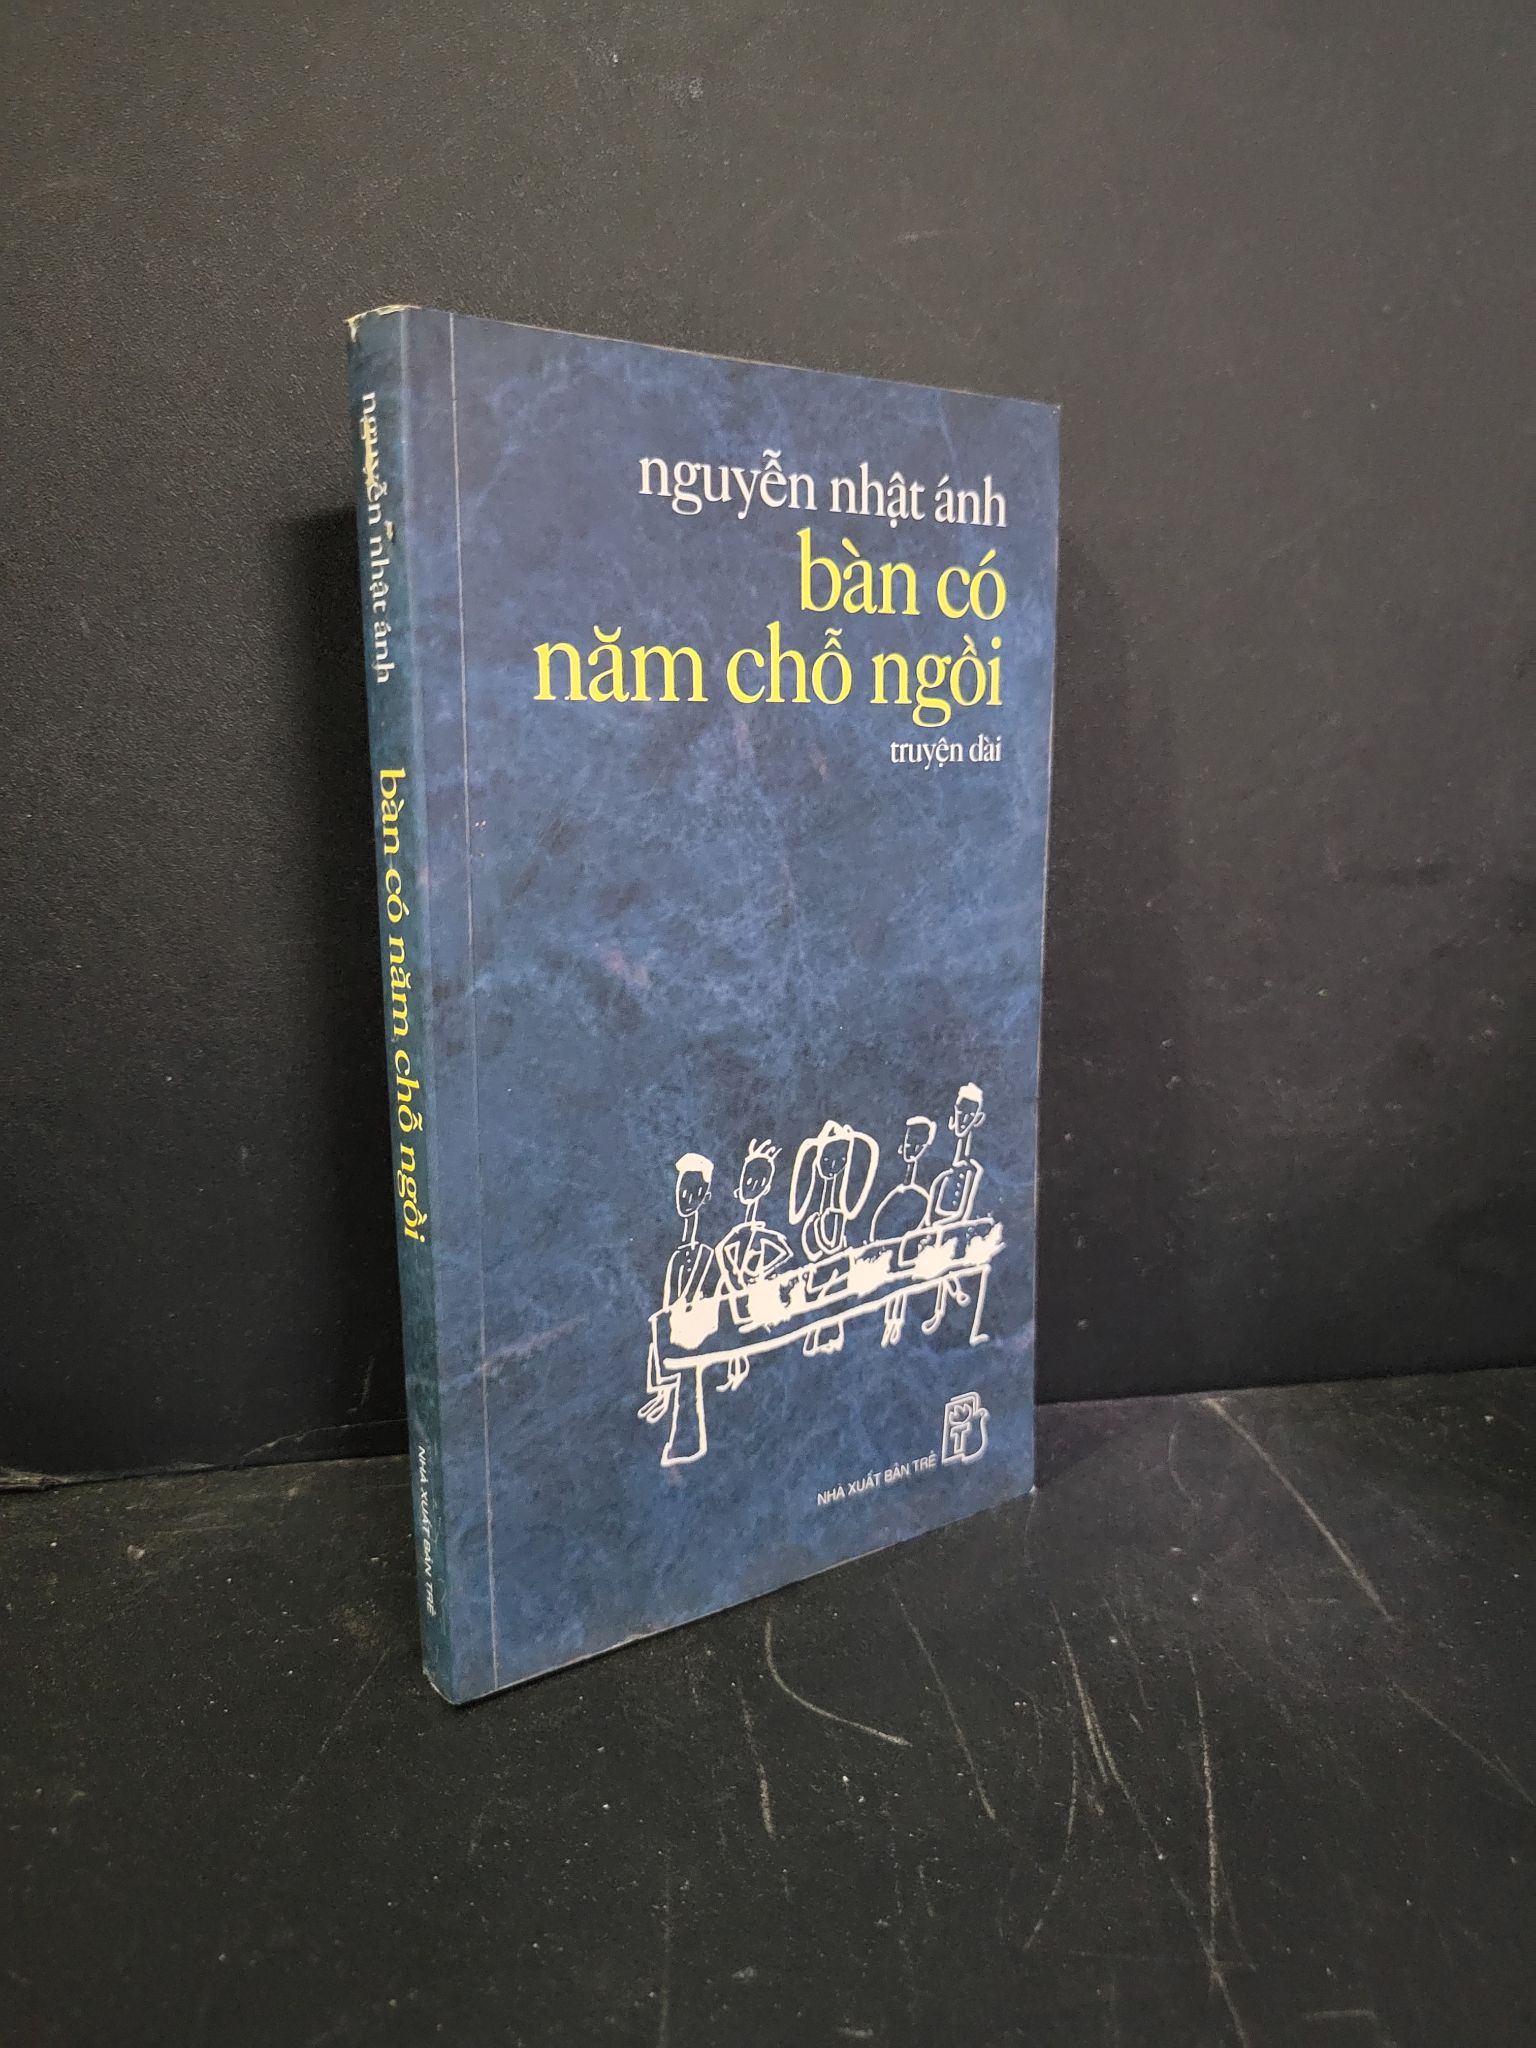 nguyễn nhật ánh
bàn có
năm chỗ ngồi
truyện dài
NHÀ XUẤT BẢN TRẺ
nguyễn nhật ánh
bàn có năm chỗ ngồi
NHÀ XUẤT BẢN TRẺ